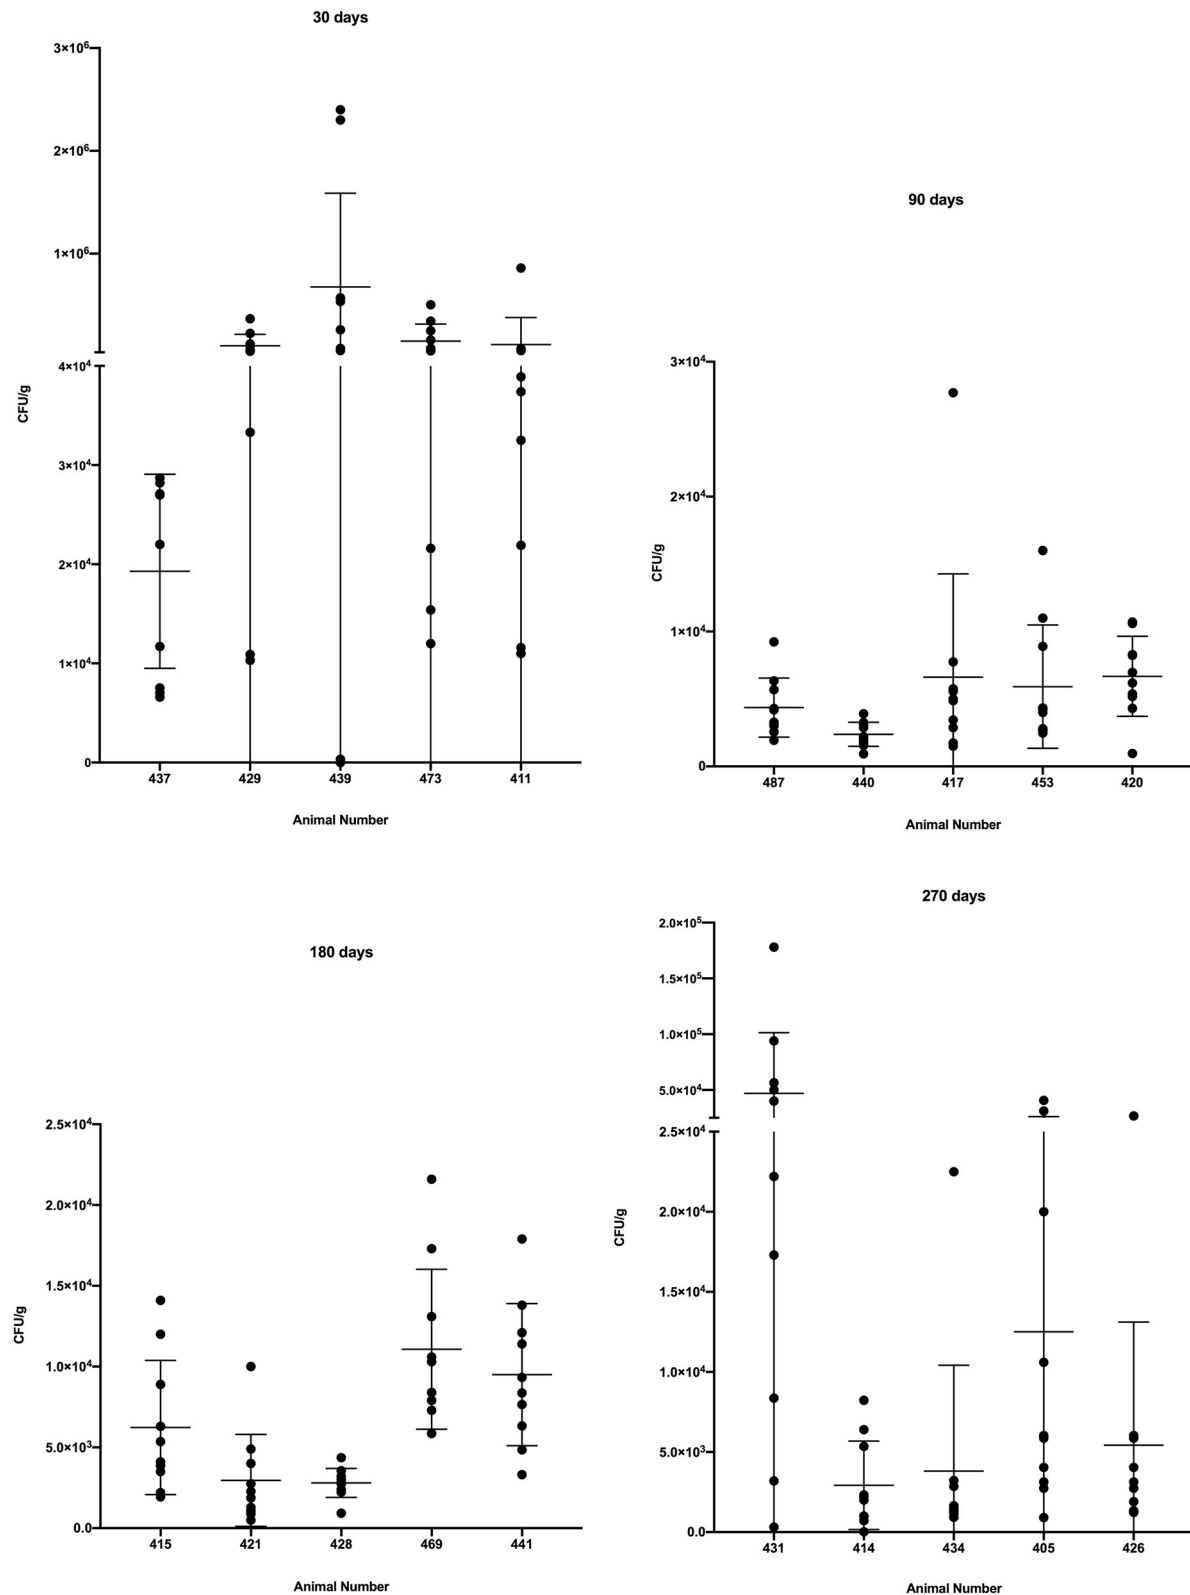 30 days
3×10⁶
2×10⁶
1×10⁶
4×10⁴
3×10⁴
2×10⁴
1×10⁴
0
CFU/g
437 429 439 473 411
Animal Number
90 days
3×10⁴
2×10⁴
1×10⁴
0
CFU/g
487 440 417 453 420
Animal Number
180 days
2.5×10⁴
2.0×10⁴
1.5×10⁴
1.0×10⁴
5.0×10³
0.0
CFU/g
415 421 428 469 441
Animal Number
270 days
2.0×10⁵
1.5×10⁵
1.0×10⁵
5.0×10⁴
2.5×10⁴
2.0×10⁴
1.5×10⁴
1.0×10⁴
5.0×10³
0.0
CFU/g
431 414 434 405 426
Animal Number